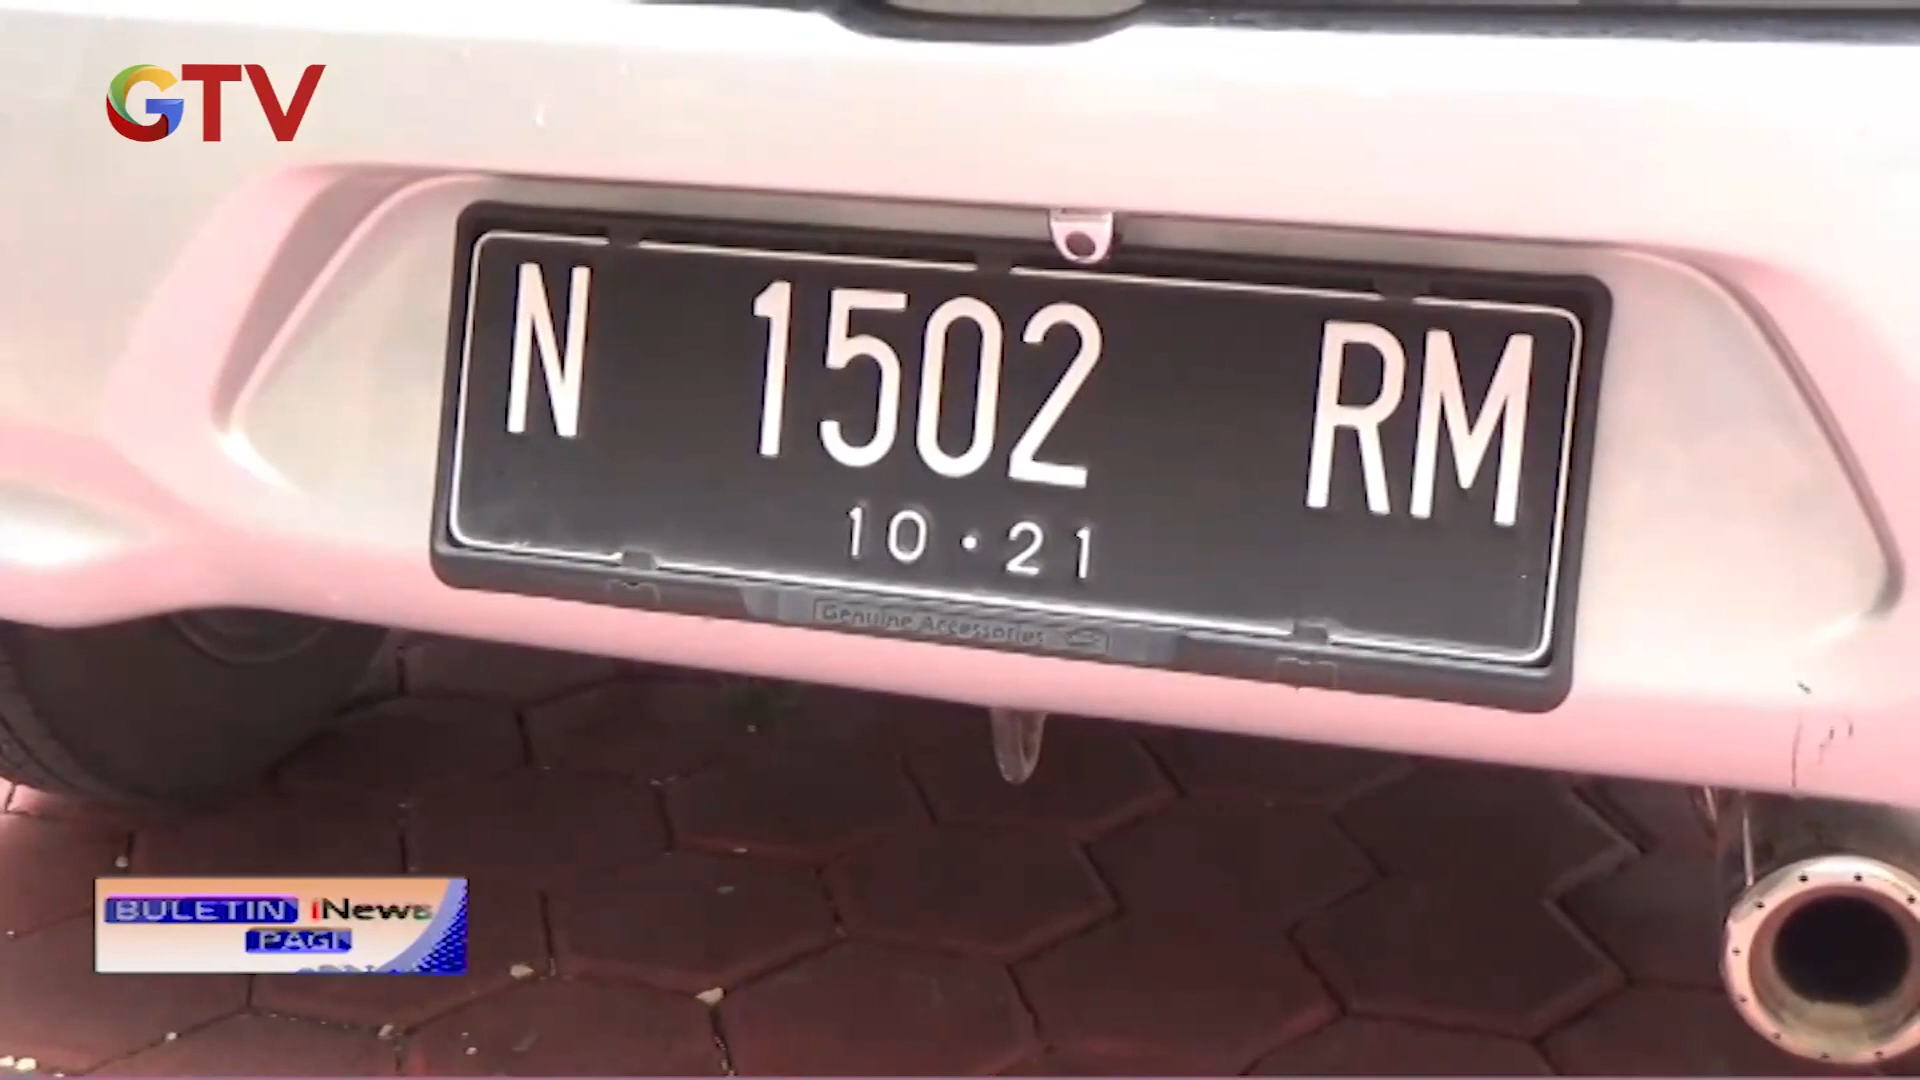 GTV
N 1502 RM
10 • 21
Genuine Accessories
BULETIN iNews
PAGI